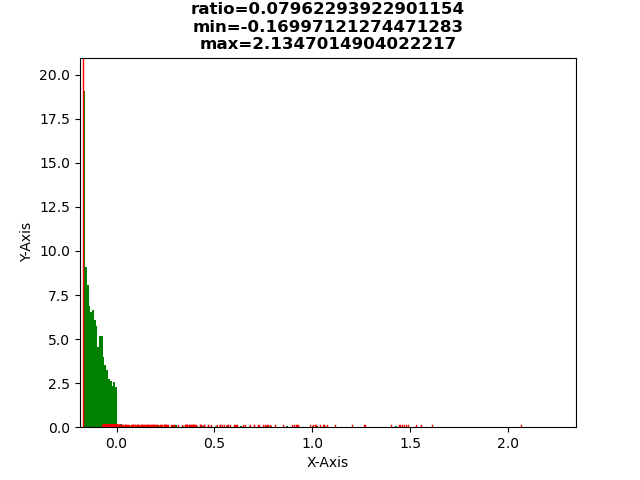 ratio=0.07962293922901154
min=-0.16997121274471283
max=2.1347014904022217
20.0
17.5
15.0
12.5
10.0
7.5
5.0
2.5
0.0
Y-Axis
0.0 0.5 1.0 1.5 2.0
X-Axis